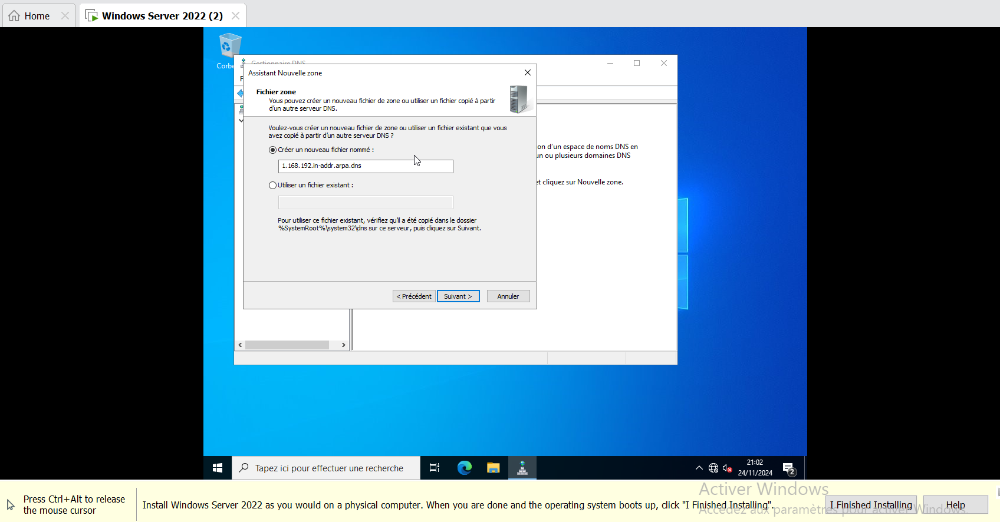 Home
Windows Server 2022 (2)
Corbe
Gestionnaire DNS
F
Assistant Nouvelle zone
Fichier zone
Vous pouvez créer un nouveau fichier de zone ou utiliser un fichier copié à partir
d'un autre serveur DNS.
Voulez-vous créer un nouveau fichier de zone ou utiliser un fichier existant que vous
avez copié à partir d'un autre serveur DNS ?
Créer un nouveau fichier nommé :
1.168.192.in-addr.arpa.dns
Utiliser un fichier existant :
Pour utiliser ce fichier existant, vérifiez qu'il a été copié dans le dossier
%SystemRoot%\system32\dns sur ce serveur, puis cliquez sur Suivant.
< Précédent
Suivant >
Annuler
on d'un espace de noms DNS en
un ou plusieurs domaines DNS
et cliquez sur Nouvelle zone.
Tapez ici pour effectuer une recherche
21:02
24/11/2024
2
Activer Windows
Accédez aux paramètres pour activer Windows.
Press Ctrl+Alt to release
the mouse cursor
Install Windows Server 2022 as you would on a physical computer. When you are done and the operating system boots up, click "I Finished Installing".
I Finished Installing
Help